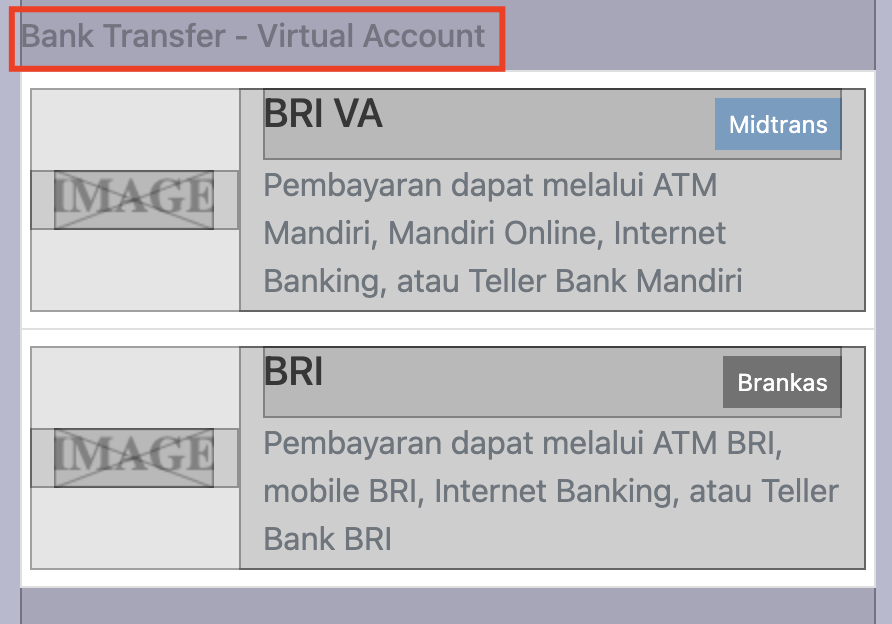 Bank Transfer - Virtual Account
BRI VA
Midtrans
IMAGE
Pembayaran dapat melalui ATM
Mandiri, Mandiri Online, Internet
Banking, atau Teller Bank Mandiri
BRI
Brankas
IMAGE
Pembayaran dapat melalui ATM BRI,
mobile BRI, Internet Banking, atau Teller
Bank BRI